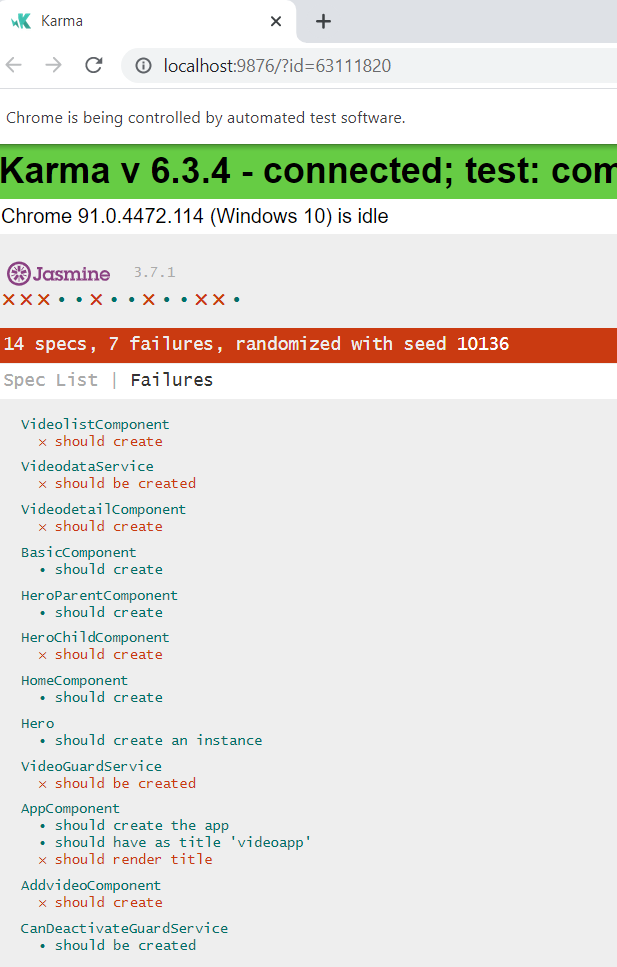 Karma
localhost:9876/?id=63111820
Chrome is being controlled by automated test software.
Karma v 6.3.4 - connected; test: com
Chrome 91.0.4472.114 (Windows 10) is idle
Jasmine 3.7.1
×××••×••×••××•
14 specs, 7 failures, randomized with seed 10136
Spec List | Failures
VideolistComponent
× should create
VideodataService
× should be created
VideodetailComponent
× should create
BasicComponent
• should create
HeroParentComponent
• should create
HeroChildComponent
× should create
HomeComponent
• should create
Hero
• should create an instance
VideoGuardService
× should be created
AppComponent
• should create the app
• should have as title 'videoapp'
× should render title
AddvideoComponent
× should create
CanDeactivateGuardService
• should be created